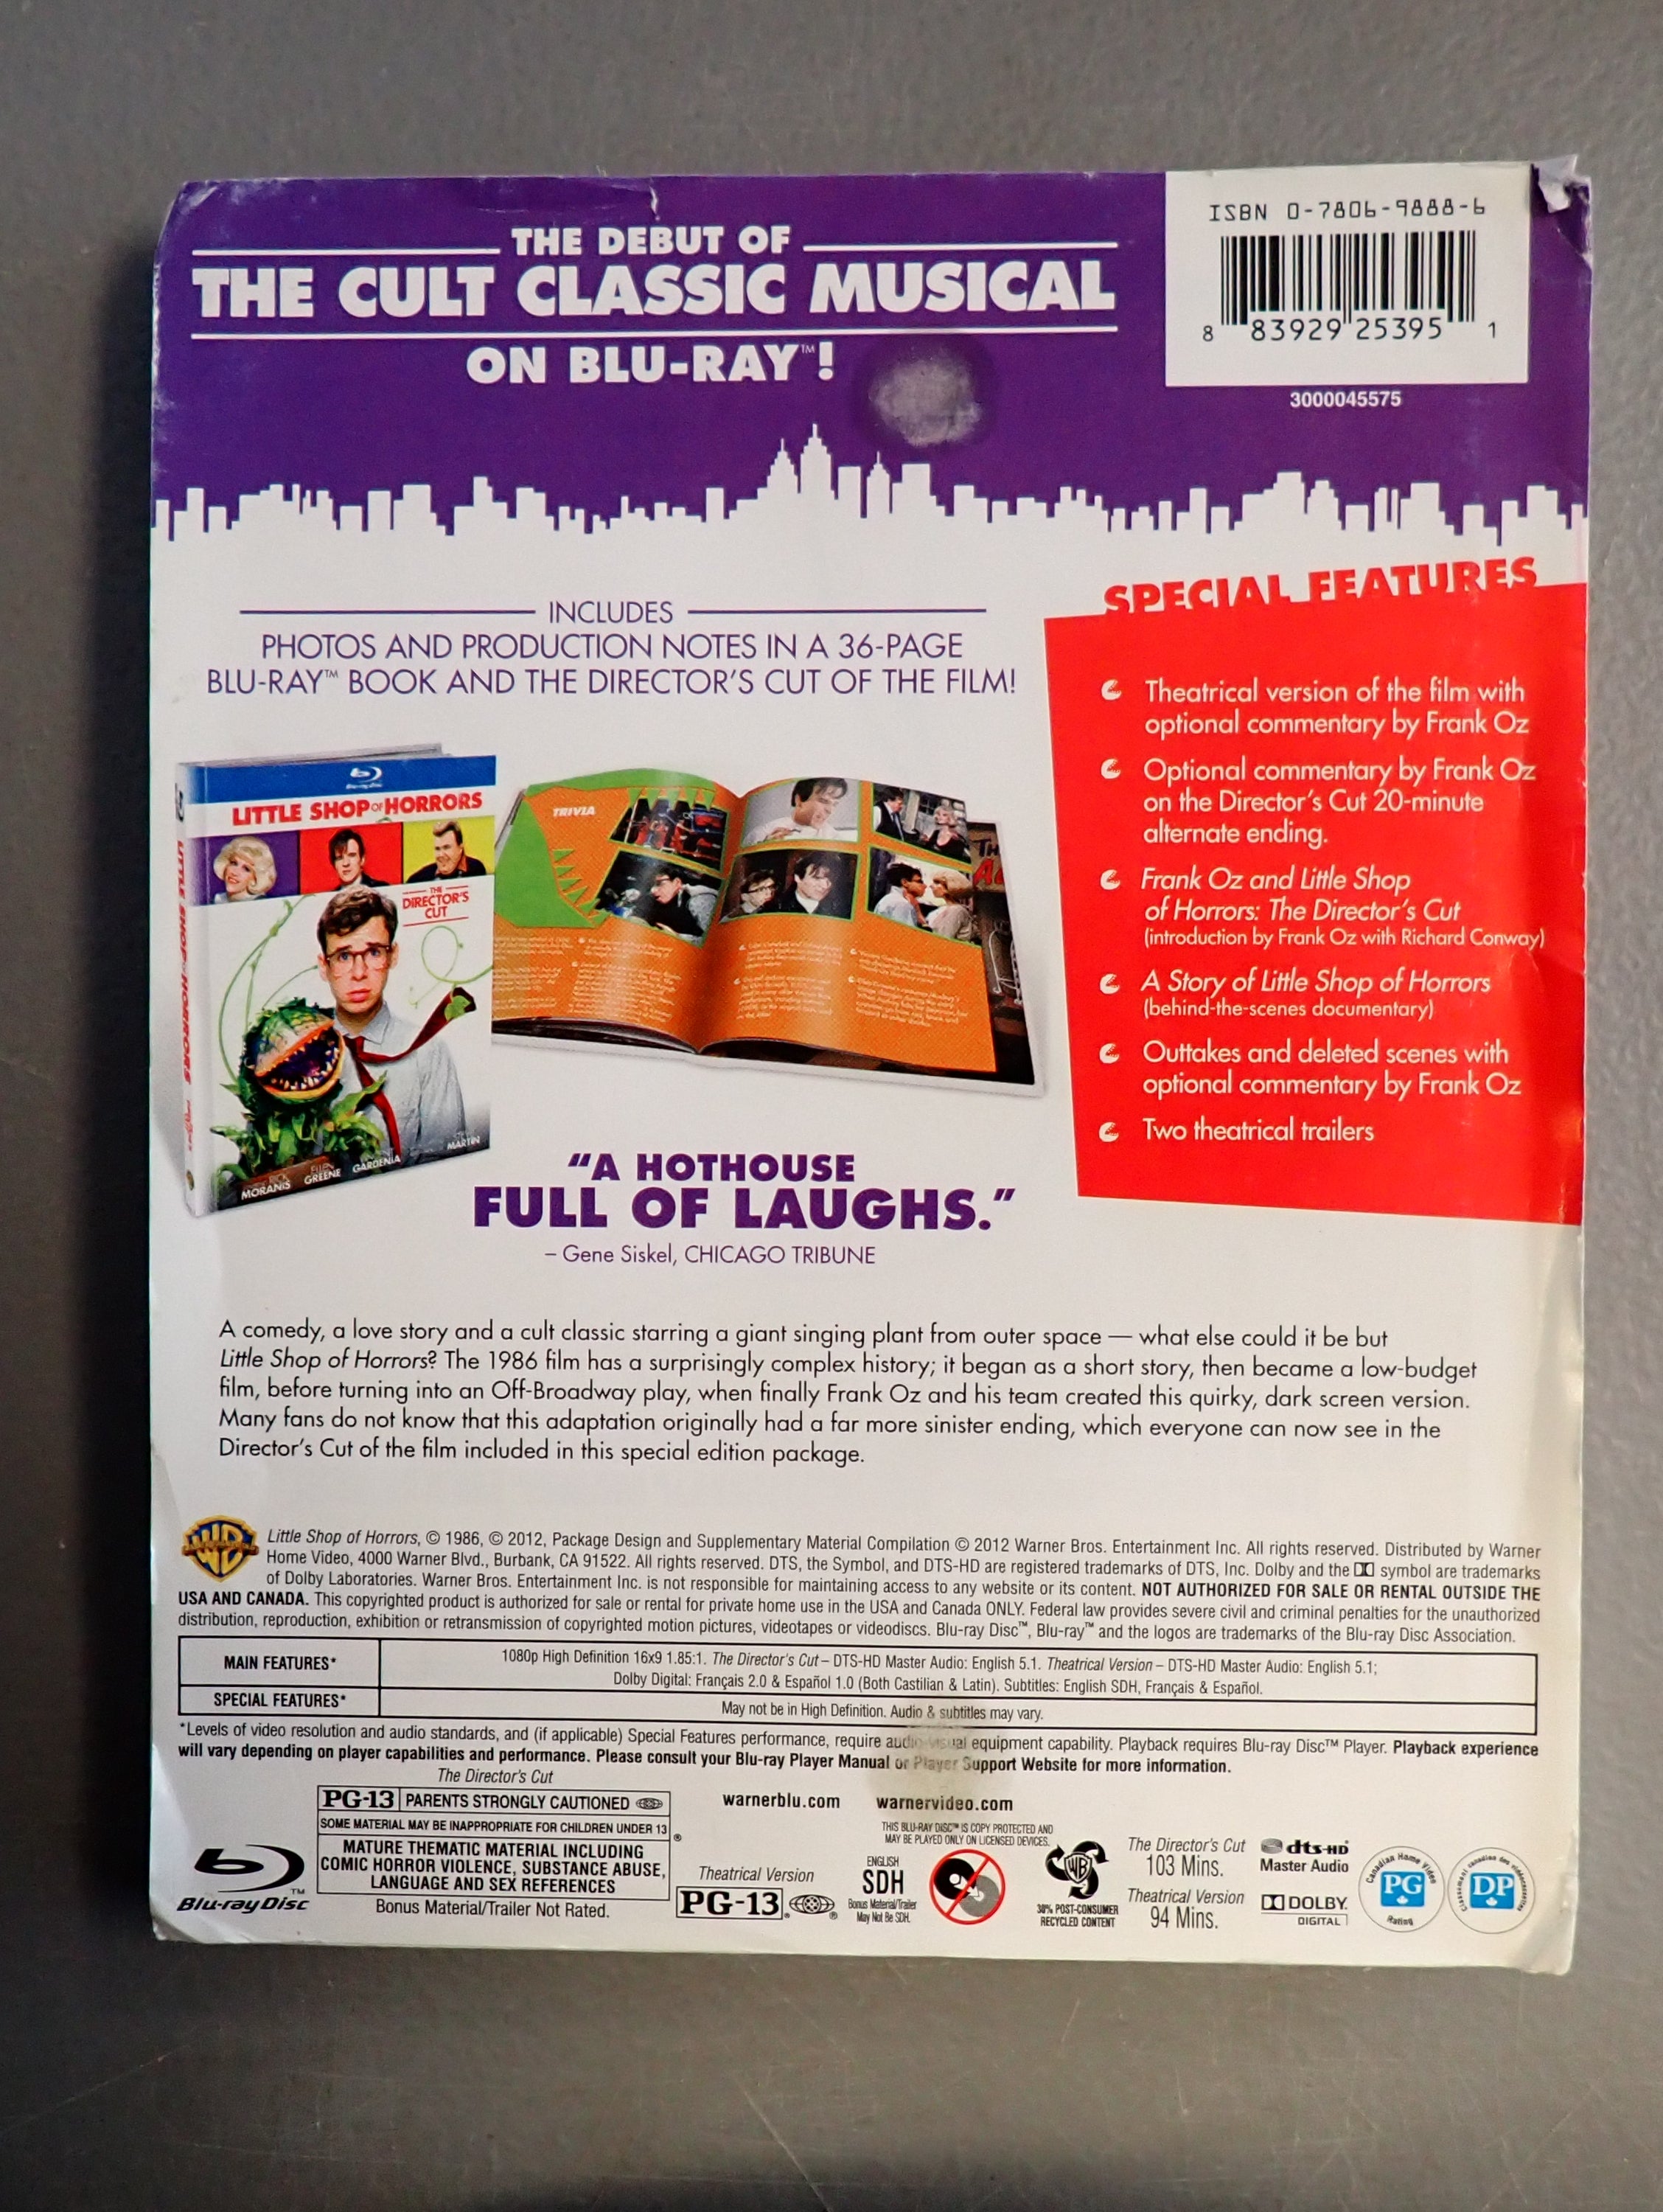 THE DEBUT OF
THE CULT CLASSIC MUSICAL
ON BLU-RAY™!
ISBN 0-7806-9888-6
8 83929 25395 1
3000045575
INCLUDES
PHOTOS AND PRODUCTION NOTES IN A 36-PAGE
BLU-RAY™ BOOK AND THE DIRECTOR'S CUT OF THE FILM!
Blu-ray Disc
LITTLE SHOP OF HORRORS
THE
DIRECTOR'S
CUT
LITTLE SHOP OF HORRORS
RICK
MORANIS
ELLEN
GREENE
GARDENIA
MARTIN
TRIVIA
SPECIAL FEATURES
Theatrical version of the film with
optional commentary by Frank Oz
Optional commentary by Frank Oz
on the Director's Cut 20-minute
alternate ending.
Frank Oz and Little Shop
of Horrors: The Director's Cut
(introduction by Frank Oz with Richard Conway)
A Story of Little Shop of Horrors
(behind-the-scenes documentary)
Outtakes and deleted scenes with
optional commentary by Frank Oz
Two theatrical trailers
"A HOTHOUSE
FULL OF LAUGHS."
– Gene Siskel, CHICAGO TRIBUNE
A comedy, a love story and a cult classic starring a giant singing plant from outer space — what else could it be but
Little Shop of Horrors? The 1986 film has a surprisingly complex history; it began as a short story, then became a low-budget
film, before turning into an Off-Broadway play, when finally Frank Oz and his team created this quirky, dark screen version.
Many fans do not know that this adaptation originally had a far more sinister ending, which everyone can now see in the
Director's Cut of the film included in this special edition package.
Little Shop of Horrors, © 1986, © 2012, Package Design and Supplementary Material Compilation © 2012 Warner Bros. Entertainment Inc. All rights reserved. Distributed by Warner
Home Video, 4000 Warner Blvd., Burbank, CA 91522. All rights reserved. DTS, the Symbol, and DTS-HD are registered trademarks of DTS, Inc. Dolby and the symbol are trademarks
of Dolby Laboratories. Warner Bros. Entertainment Inc. is not responsible for maintaining access to any website or its content. NOT AUTHORIZED FOR SALE OR RENTAL OUTSIDE THE
USA AND CANADA. This copyrighted product is authorized for sale or rental for private home use in the USA and Canada ONLY. Federal law provides severe civil and criminal penalties for the unauthorized
distribution, reproduction, exhibition or retransmission of copyrighted motion pictures, videotapes or videodiscs. Blu-ray Disc™, Blu-ray™ and the logos are trademarks of the Blu-ray Disc Association.
MAIN FEATURES*
1080p High Definition 16x9 1.85:1. The Director's Cut – DTS-HD Master Audio: English 5.1. Theatrical Version – DTS-HD Master Audio: English 5.1;
Dolby Digital: Français 2.0 & Español 1.0 (Both Castilian & Latin). Subtitles: English SDH, Français & Español.
SPECIAL FEATURES*
May not be in High Definition. Audio & subtitles may vary.
*Levels of video resolution and audio standards, and (if applicable) Special Features performance, require audio-visual equipment capability. Playback requires Blu-ray Disc™ Player. Playback experience
will vary depending on player capabilities and performance. Please consult your Blu-ray Player Manual or Player Support Website for more information.
The Director's Cut
PG-13 PARENTS STRONGLY CAUTIONED
SOME MATERIAL MAY BE INAPPROPRIATE FOR CHILDREN UNDER 13
MATURE THEMATIC MATERIAL INCLUDING
COMIC HORROR VIOLENCE, SUBSTANCE ABUSE,
LANGUAGE AND SEX REFERENCES
®
Bonus Material/Trailer Not Rated.
Blu-ray Disc™
warnerblu.com
warnervideo.com
Theatrical Version
PG-13 ®
THIS BLU-RAY DISC™ IS COPY PROTECTED AND
MAY BE PLAYED ONLY ON LICENSED DEVICES.
ENGLISH
SDH
Bonus Material/Trailer
May Not Be SDH.
WB
30% POST-CONSUMER
RECYCLED CONTENT
The Director's Cut
103 Mins.
Theatrical Version
94 Mins.
dts-HD
Master Audio
DOLBY
DIGITAL
Canadian Home Video
PG
Rating
DP